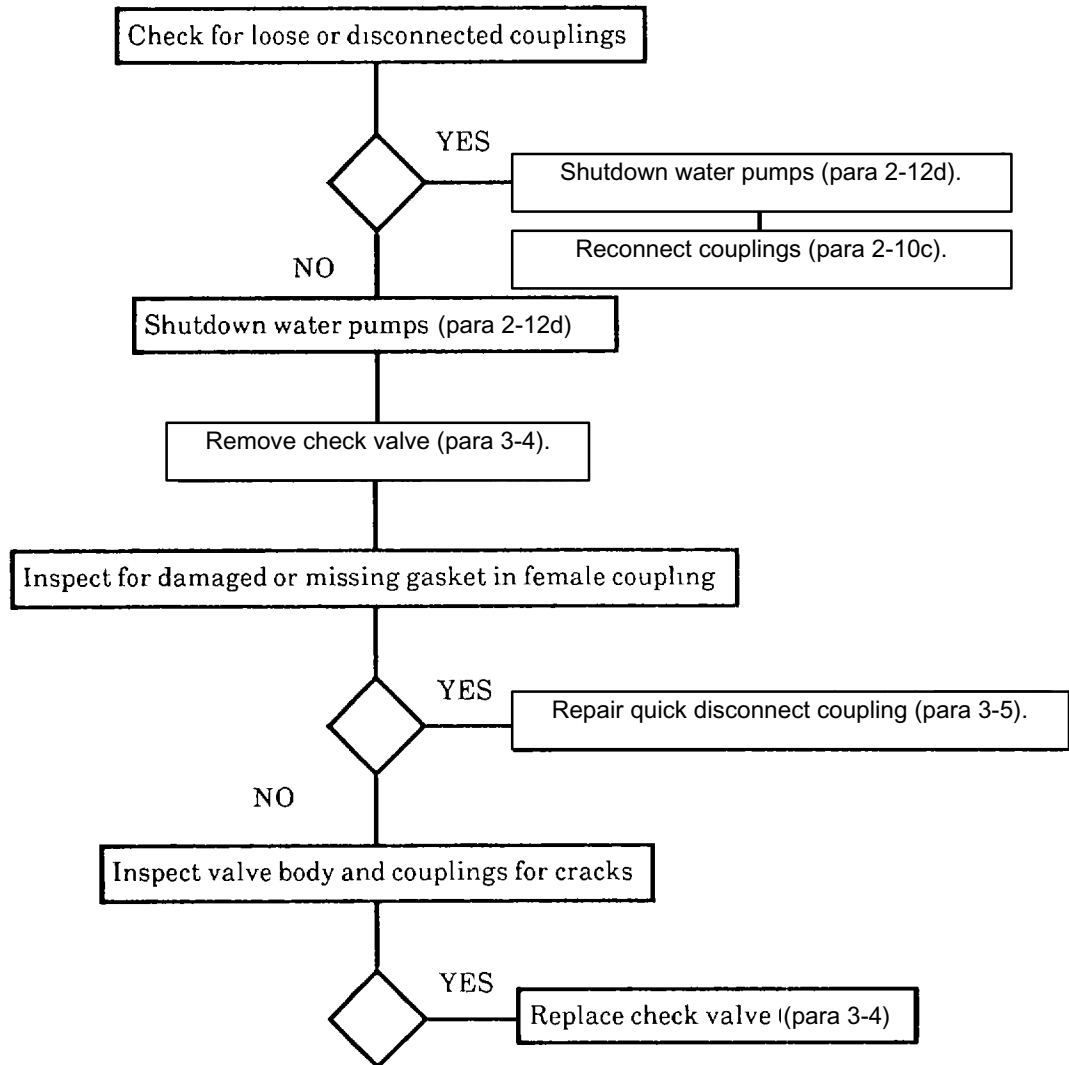 Check for loose or disconnected couplings
YES
Shutdown water pumps (para 2-12d).
Reconnect couplings (para 2-10c).
NO
Shutdown water pumps (para 2-12d)
Remove check valve (para 3-4).
Inspect for damaged or missing gasket in female coupling
YES
Repair quick disconnect coupling (para 3-5).
NO
Inspect valve body and couplings for cracks
YES
Replace check valve (para 3-4)